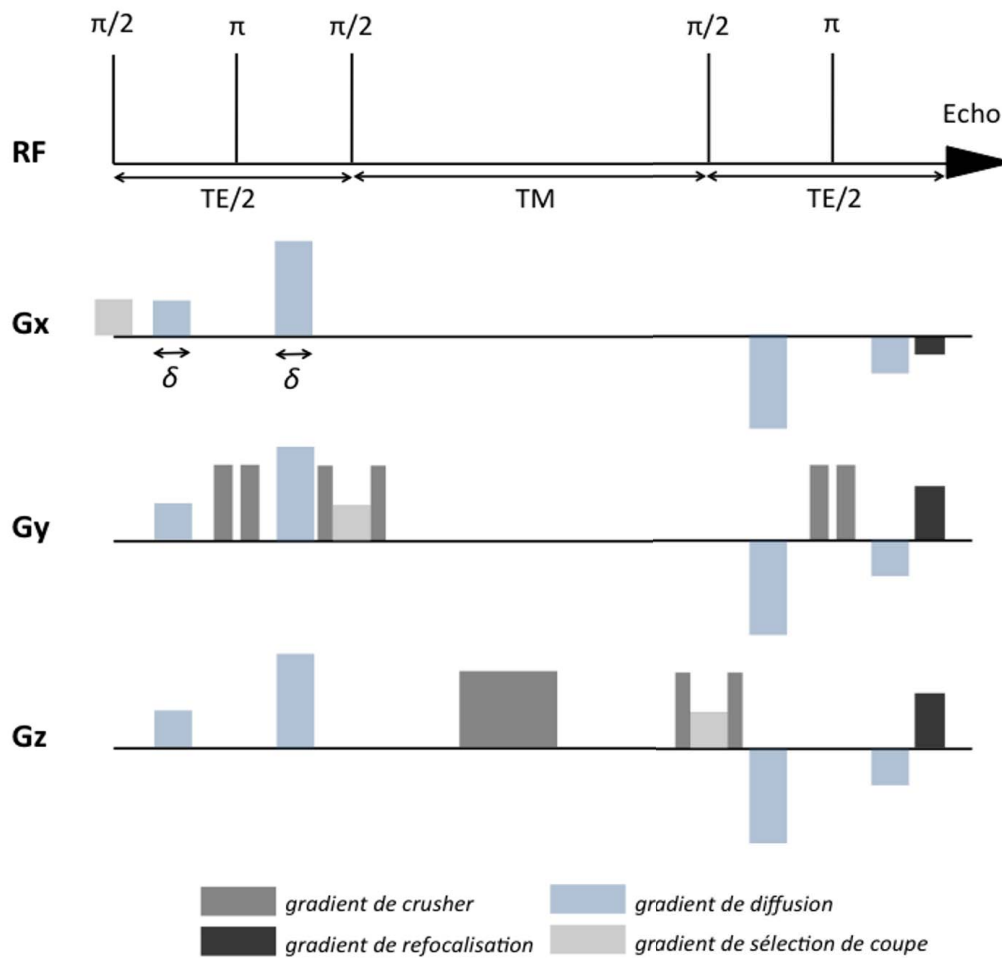 π/2 π π/2 π/2 π
Echo
RF
TE/2 TM TE/2
Gx
δ δ
Gy
Gz
gradient de crusher gradient de diffusion
gradient de refocalisation gradient de sélection de coupe